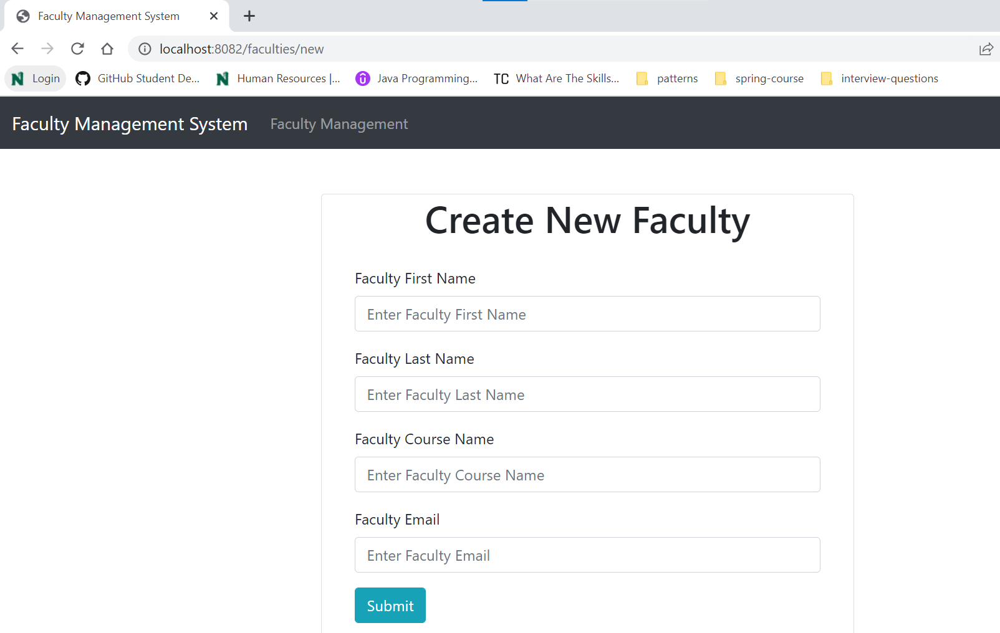 Faculty Management System
localhost:8082/faculties/new
Login GitHub Student De... Human Resources |... Java Programming... TC What Are The Skills... patterns spring-course interview-questions
Faculty Management System Faculty Management
Create New Faculty
Faculty First Name
Enter Faculty First Name
Faculty Last Name
Enter Faculty Last Name
Faculty Course Name
Enter Faculty Course Name
Faculty Email
Enter Faculty Email
Submit